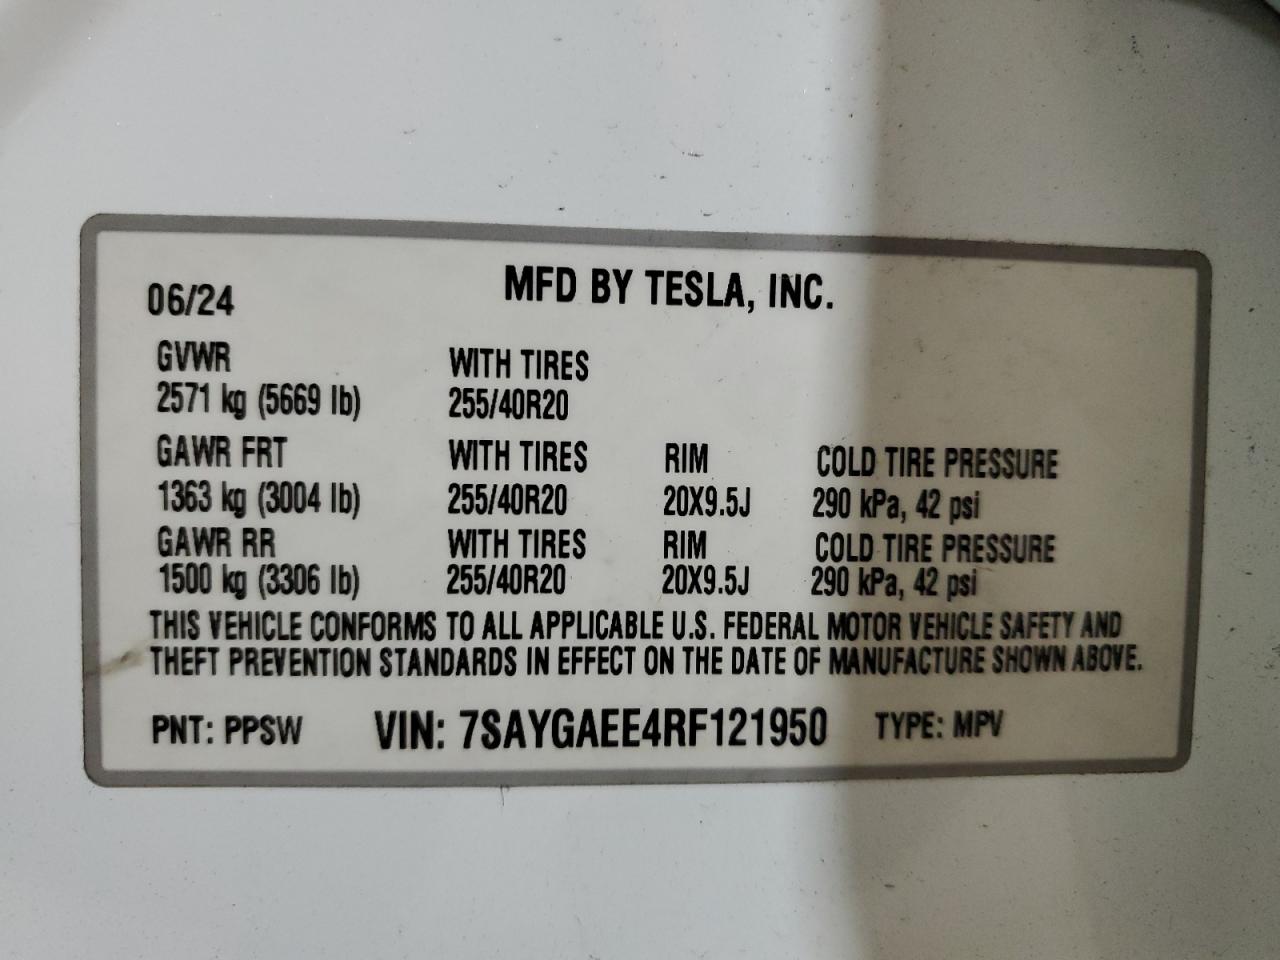 MFD BY TESLA, INC.
06/24
GVWR WITH TIRES
2571 kg (5669 lb) 255/40R20
GAWR FRT WITH TIRES RIM COLD TIRE PRESSURE
1363 kg (3004 lb) 255/40R20 20X9.5J 290 kPa, 42 psi
GAWR RR WITH TIRES RIM COLD TIRE PRESSURE
1500 kg (3306 lb) 255/40R20 20X9.5J 290 kPa, 42 psi
THIS VEHICLE CONFORMS TO ALL APPLICABLE U.S. FEDERAL MOTOR VEHICLE SAFETY AND
THEFT PREVENTION STANDARDS IN EFFECT ON THE DATE OF MANUFACTURE SHOWN ABOVE.
PNT: PPSW VIN: 7SAYGAEE4RF121950 TYPE: MPV